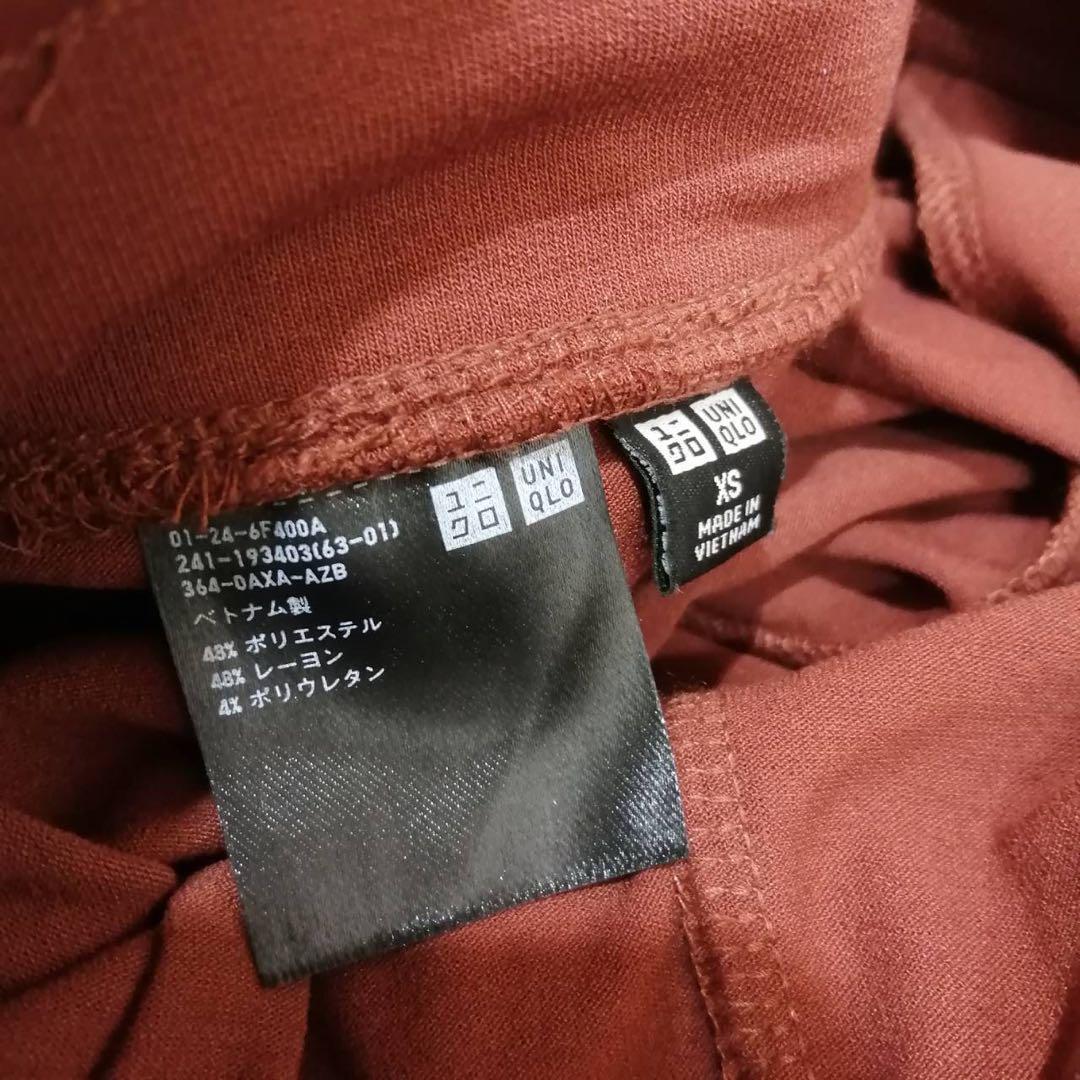 ユニ
クロ
UNI
QLO
01-24-6F400A
241-193403(63-01)
364-0AXA-AZB
ベトナム製
48% ポリエステル
48% レーヨン
4% ポリウレタン
ユニ
クロ
UNI
QLO
XS
MADE IN
VIETNAM